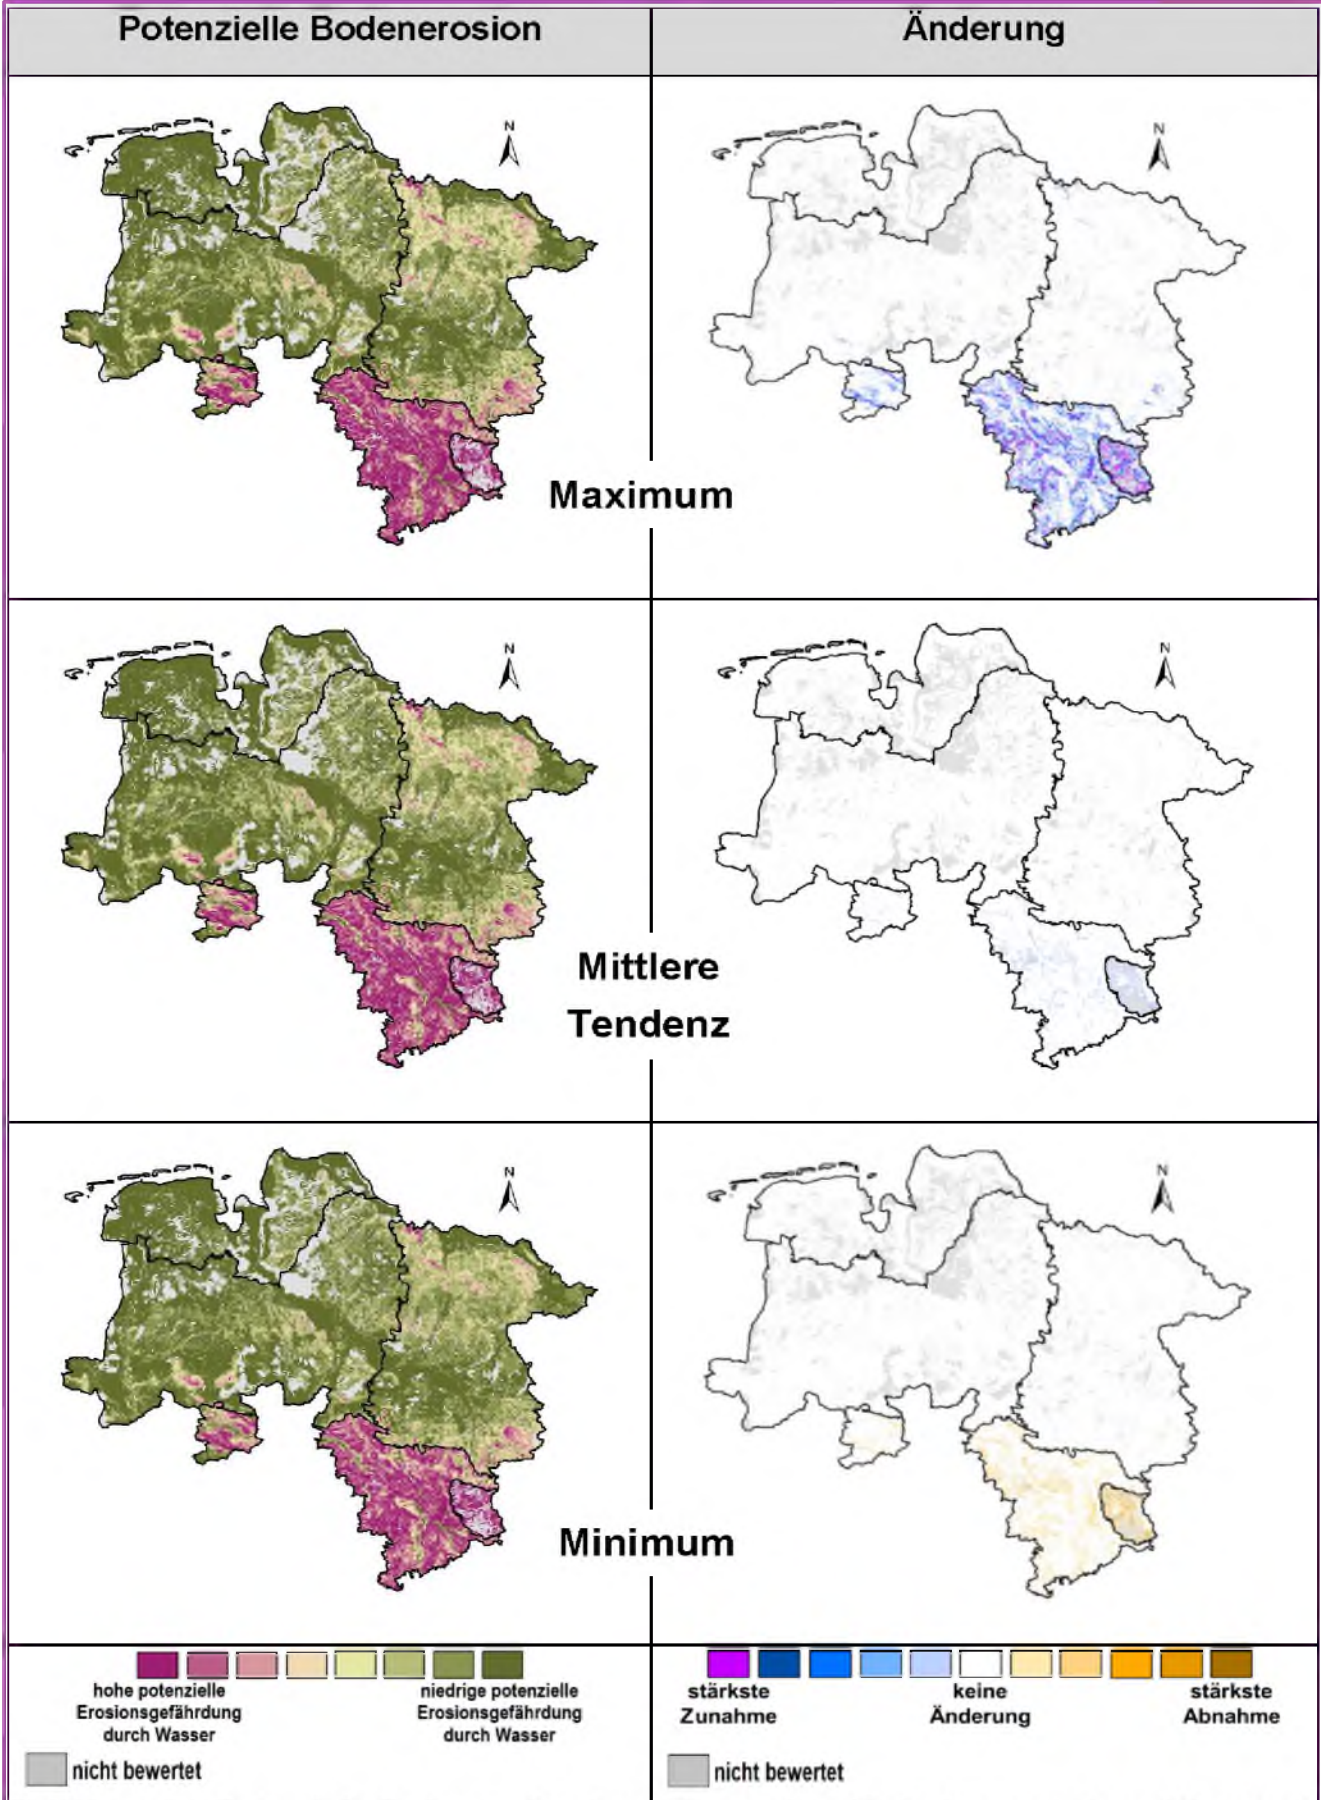 Potenzielle Bodenerosion
Änderung
N
N
Maximum
N
N
Mittlere
Tendenz
N
N
Minimum
hohe potenzielle
Erosionsgefährdung
durch Wasser
niedrige potenzielle
Erosionsgefährdung
durch Wasser
nicht bewertet
stärkste
Zunahme
keine
Änderung
stärkste
Abnahme
nicht bewertet